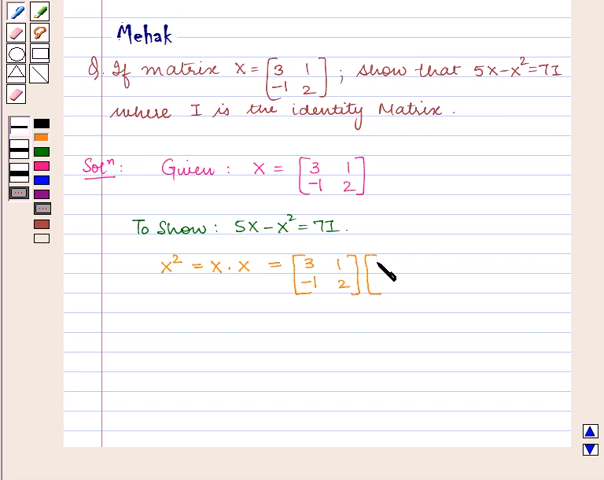 Mehak
Q. If matrix X = [3 1; -1 2] ; show that 5X - X² = 7I
where I is the identity Matrix.
Solⁿ: Given : X = [3 1; -1 2]
To Show : 5X - X² = 7I.
X² = X . X = [3 1; -1 2] [